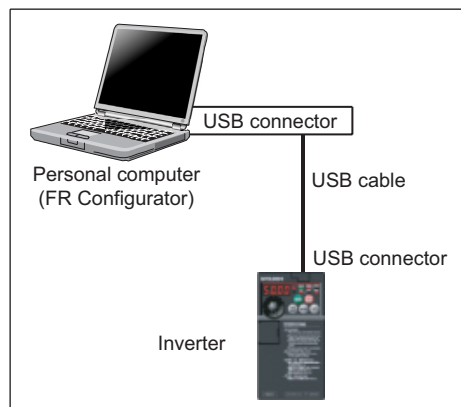 USB connector
Personal computer
(FR Configurator)
USB cable
USB connector
Inverter